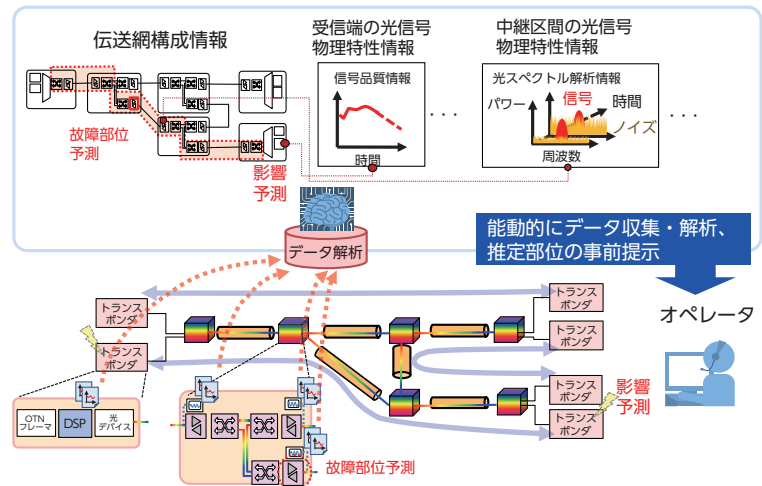 伝送網構成情報
受信端の光信号
物理特性情報
中継区間の光信号
物理特性情報
信号品質情報
時間
・・・
光スペクトル解析情報
パワー
信号
時間
ノイズ
周波数
・・・
故障部位
予測
影響
予測
データ解析
能動的にデータ収集・解析、
推定部位の事前提示
オペレータ
トランス
ポンダ
トランス
ポンダ
トランス
ポンダ
トランス
ポンダ
トランス
ポンダ
トランス
ポンダ
影響
予測
OTN
フレーマ
DSP
光
デバイス
故障部位予測